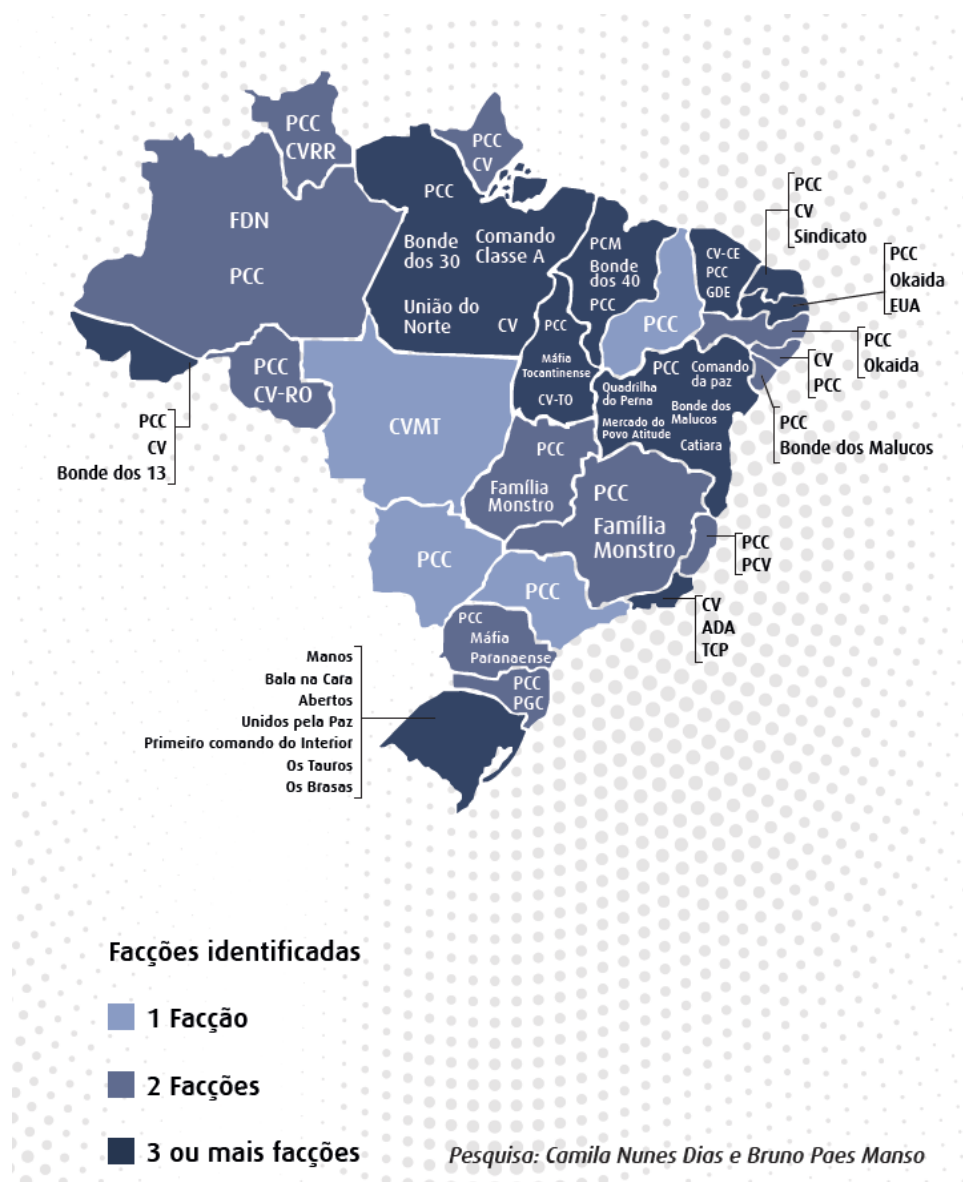 PCC
CVRR
PCC
CV
FDN
PCC
PCC
Bonde
dos 30
Comando
Classe A
União do
Norte
CV
PCM
Bonde
dos 40
PCC
PCC
CV-CE
PCC
GDE
PCC
CV
Sindicato
PCC
Okaida
EUA
PCC
Okaida
CV
PCC
PCC
Bonde dos Malucos
PCC
Máfia
Tocantinense
CV-TO
PCC
Comando
da paz
Quadrilha
do Perna
Bonde dos
Malucos
Mercado do
Povo Atitude
Catiara
PCC
CV-RO
PCC
CV
Bonde dos 13
CVMT
PCC
Família
Monstro
PCC
Família
Monstro
PCC
PCV
PCC
PCC
CV
ADA
TCP
PCC
Máfia
Paranaense
PCC
PGC
Manos
Bala na Cara
Abertos
Unidos pela Paz
Primeiro comando do Interior
Os Tauros
Os Brasas
Facções identificadas
1 Facção
2 Facções
3 ou mais facções
Pesquisa: Camila Nunes Dias e Bruno Paes Manso